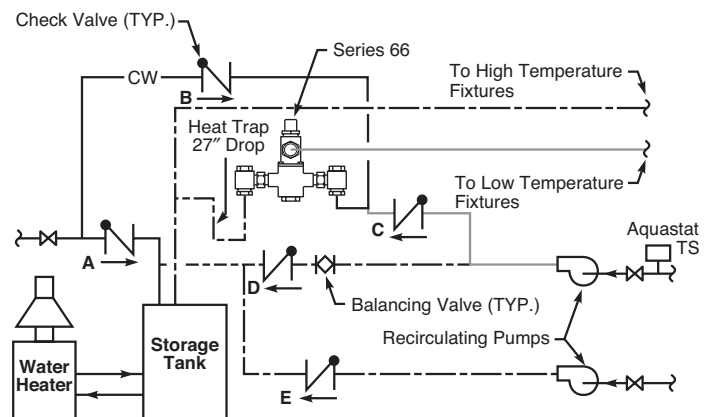 Check Valve (TYP.)
Series 66
CW
To High Temperature
Fixtures
B
Heat Trap
27″ Drop
To Low Temperature
Fixtures
C
Aquastat
TS
A
D
Balancing Valve (TYP.)
Recirculating Pumps
Storage
Tank
Water
Heater
E